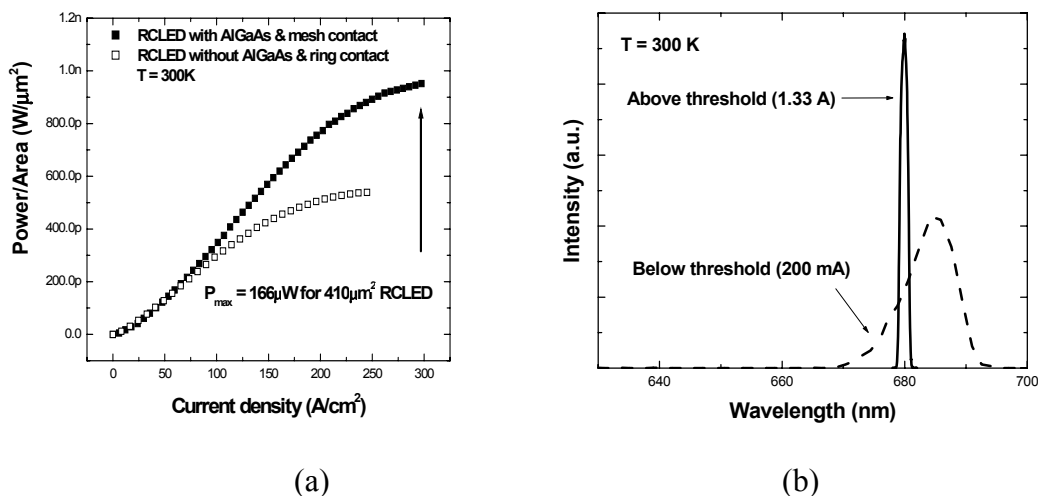 1.2n
1.0n
800.0p
600.0p
400.0p
200.0p
0.0
Power/Area (W/μm²)
RCLED with AlGaAs & mesh contact
RCLED without AlGaAs & ring contact
T = 300K
P_max = 166μW for 410μm² RCLED
0 50 100 150 200 250 300
Current density (A/cm²)
(a)
T = 300 K
Above threshold (1.33 A)
Below threshold (200 mA)
Intensity (a.u.)
640 660 680 700
Wavelength (nm)
(b)